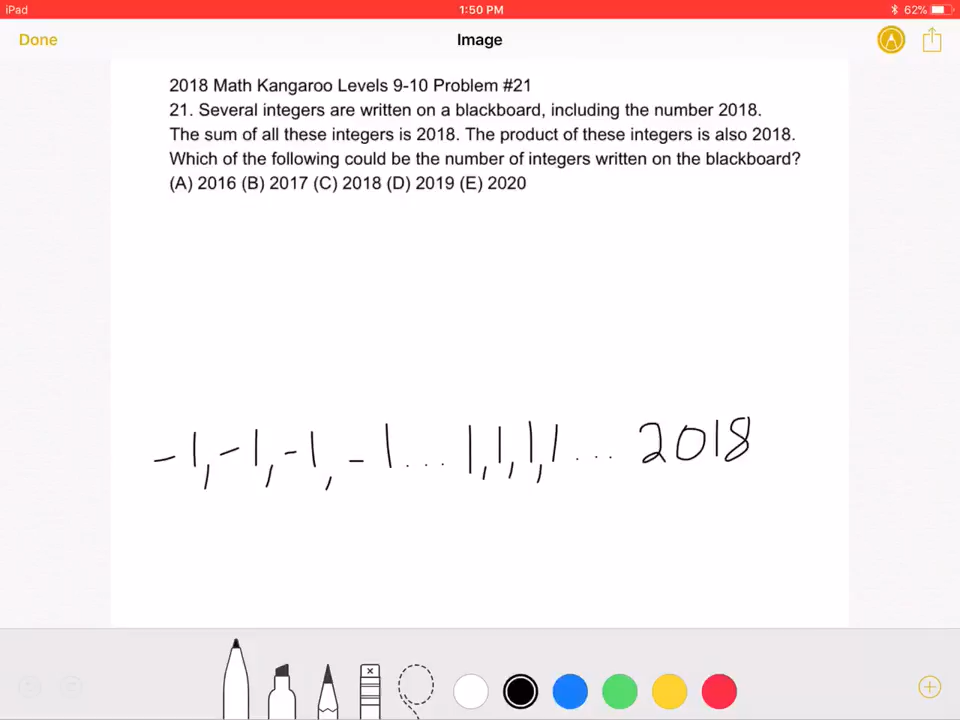 iPad 1:50 PM 62%
Done Image
2018 Math Kangaroo Levels 9-10 Problem #21
21. Several integers are written on a blackboard, including the number 2018.
The sum of all these integers is 2018. The product of these integers is also 2018.
Which of the following could be the number of integers written on the blackboard?
(A) 2016 (B) 2017 (C) 2018 (D) 2019 (E) 2020
-1, -1, -1, -1... 1, 1, 1, 1 ... 2018